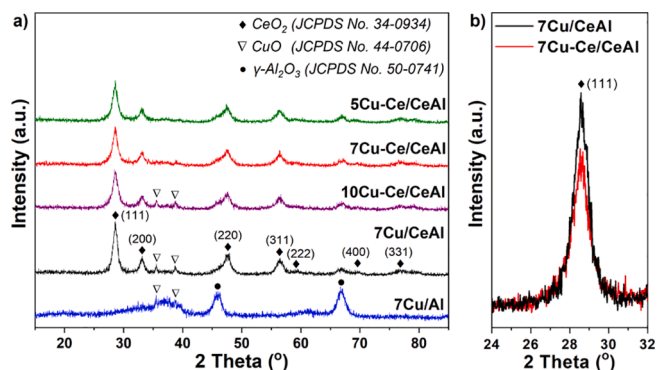 a)
◆ CeO₂ (JCPDS No. 34-0934)
▽ CuO (JCPDS No. 44-0706)
● γ-Al₂O₃ (JCPDS No. 50-0741)
5Cu-Ce/CeAl
7Cu-Ce/CeAl
10Cu-Ce/CeAl
7Cu/CeAl
(111)
(200)
(220)
(311)
(222)
(400)
(331)
7Cu/Al
Intensity (a.u.)
20 30 40 50 60 70 80
2 Theta (°)
b)
7Cu/CeAl
7Cu-Ce/CeAl
(111)
Intensity (a.u.)
24 26 28 30 32
2 Theta (°)